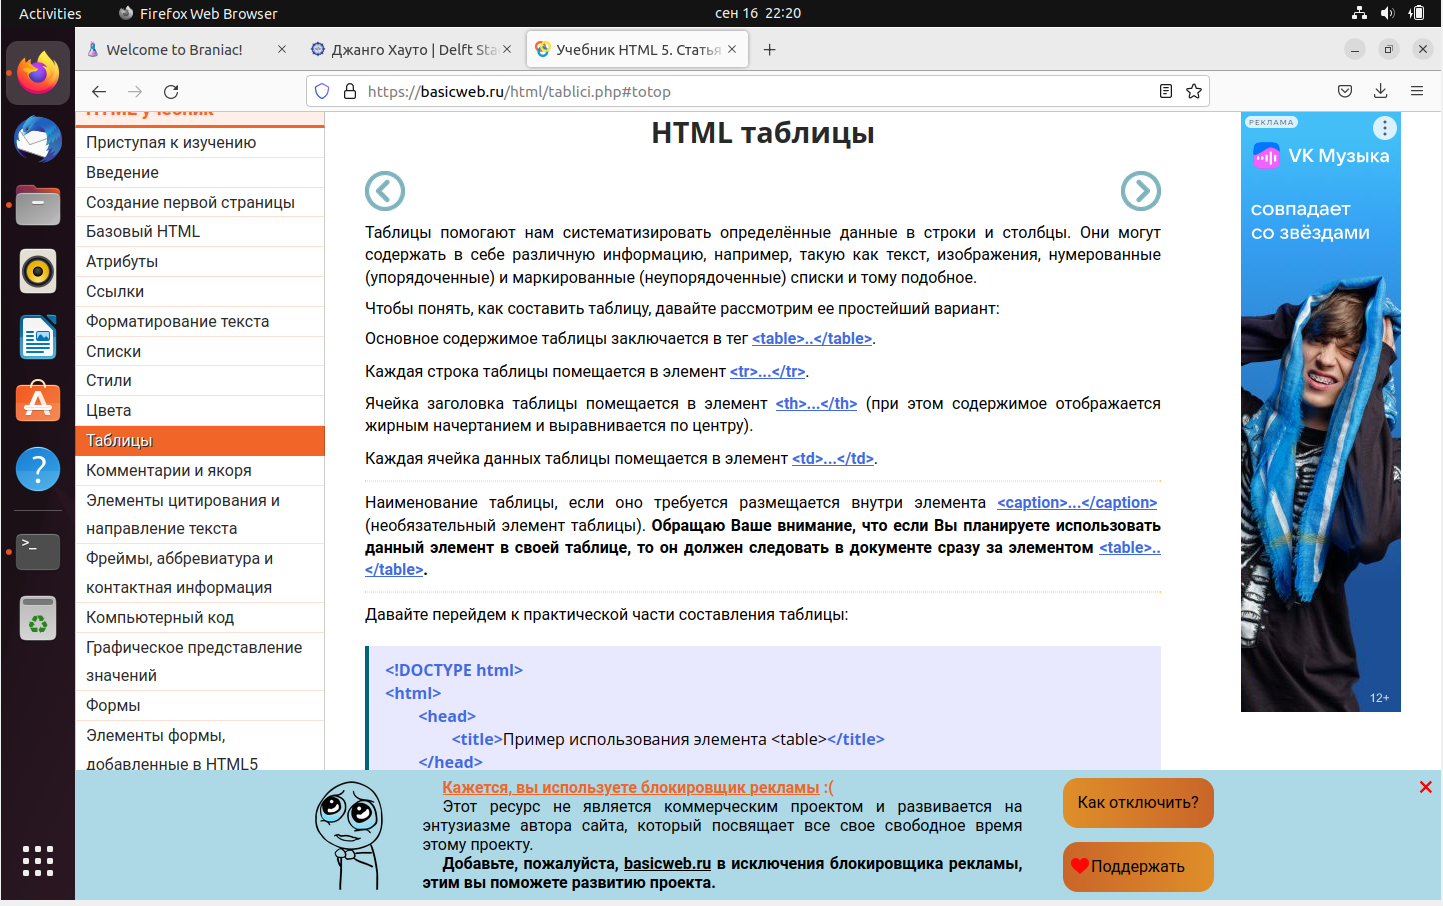 Activities
Firefox Web Browser
сен 16 22:20
Welcome to Braniac!
Джанго Хауто | Delft Sta
Учебник HTML 5. Статья
https://basicweb.ru/html/tablici.php#totop
HTML учебник
Приступая к изучению
Введение
Создание первой страницы
Базовый HTML
Атрибуты
Ссылки
Форматирование текста
Списки
Стили
Цвета
Таблицы
Комментарии и якоря
Элементы цитирования и
направление текста
Фреймы, аббревиатура и
контактная информация
Компьютерный код
Графическое представление
значений
Формы
Элементы формы,
добавленные в HTML5
HTML таблицы
Таблицы помогают нам систематизировать определённые данные в строки и столбцы. Они могут
содержать в себе различную информацию, например, такую как текст, изображения, нумерованные
(упорядоченные) и маркированные (неупорядоченные) списки и тому подобное.
Чтобы понять, как составить таблицу, давайте рассмотрим ее простейший вариант:
Основное содержимое таблицы заключается в тег <table>..</table>.
Каждая строка таблицы помещается в элемент <tr>...</tr>.
Ячейка заголовка таблицы помещается в элемент <th>...</th> (при этом содержимое отображается
жирным начертанием и выравнивается по центру).
Каждая ячейка данных таблицы помещается в элемент <td>...</td>.
Наименование таблицы, если оно требуется размещается внутри элемента <caption>...</caption>
(необязательный элемент таблицы). Обращаю Ваше внимание, что если Вы планируете использовать
данный элемент в своей таблице, то он должен следовать в документе сразу за элементом <table>..
</table>.
Давайте перейдем к практической части составления таблицы:
<!DOCTYPE html>
<html>
<head>
<title>Пример использования элемента <table></title>
</head>
РЕКЛАМА
VK Музыка
совпадает
со звёздами
12+
Кажется, вы используете блокировщик рекламы :(
Этот ресурс не является коммерческим проектом и развивается на
энтузиазме автора сайта, который посвящает все свое свободное время
этому проекту.
Добавьте, пожалуйста, basicweb.ru в исключения блокировщика рекламы,
этим вы поможете развитию проекта.
Как отключить?
Поддержать